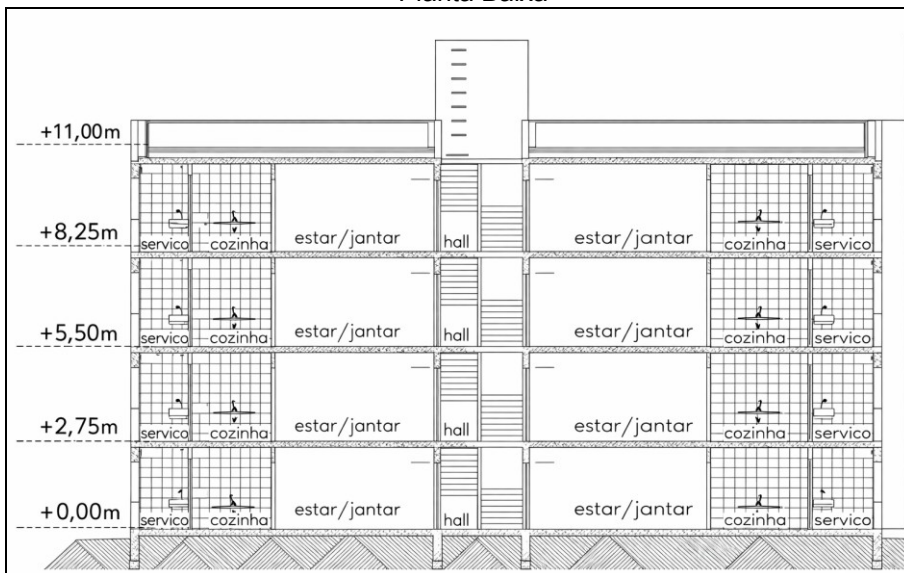 +11,00m
+8,25m
servico cozinha estar/jantar hall estar/jantar cozinha servico
+5,50m
servico cozinha estar/jantar hall estar/jantar cozinha servico
+2,75m
servico cozinha estar/jantar hall estar/jantar cozinha servico
+0,00m
servico cozinha estar/jantar hall estar/jantar cozinha servico